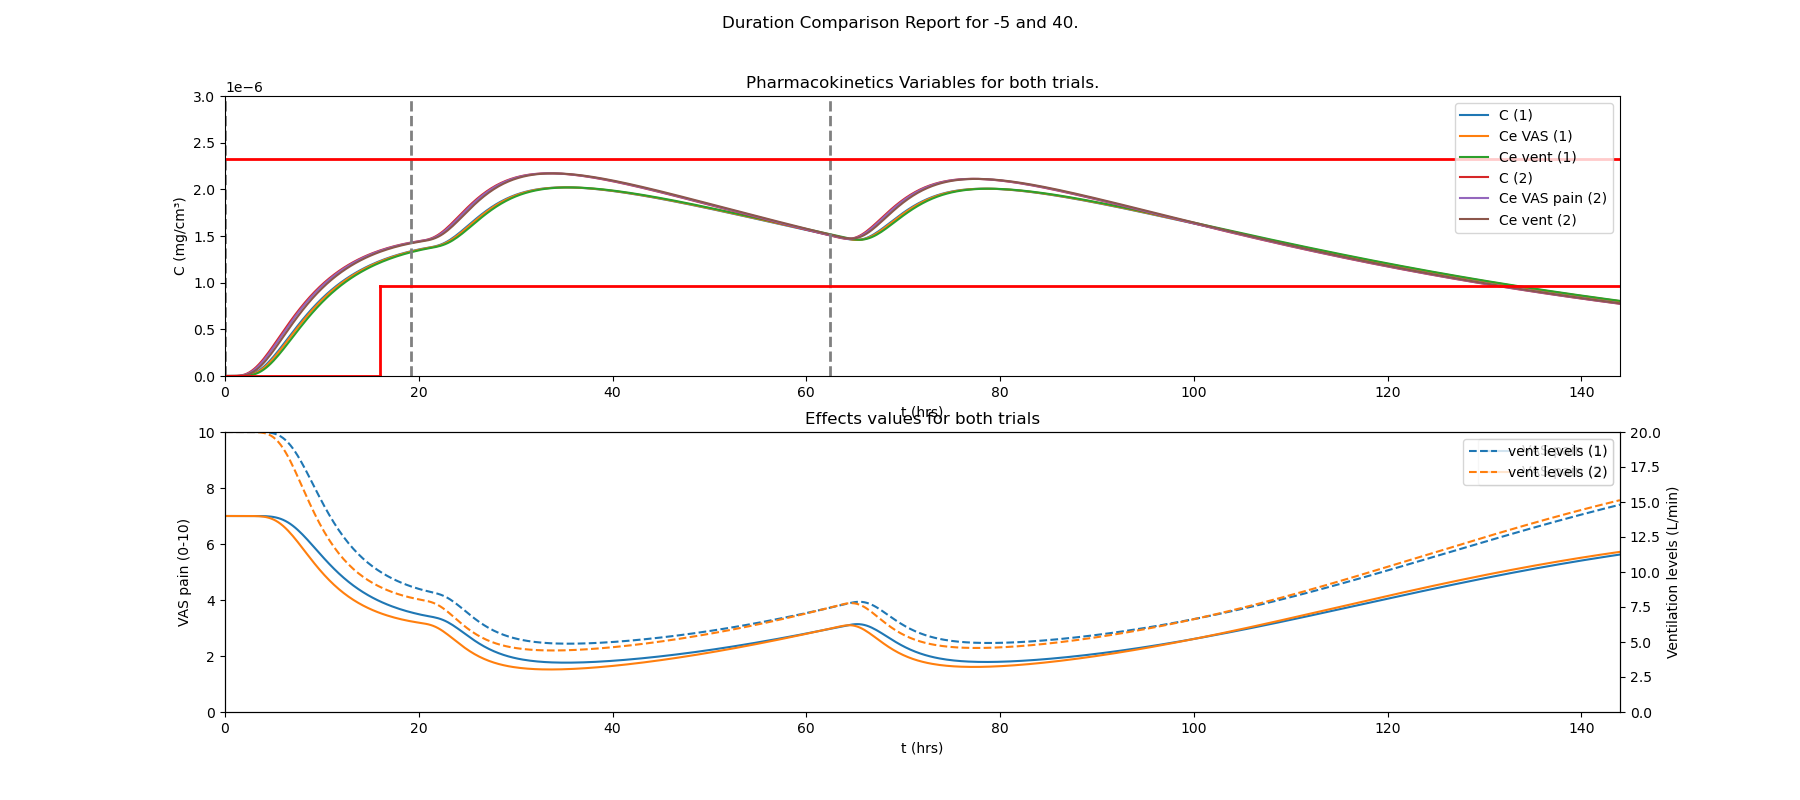 Duration Comparison Report for -5 and 40.
Pharmacokinetics Variables for both trials.
1e−6
3.0
2.5
2.0
1.5
1.0
0.5
0.0
C (mg/cm³)
C (1)
Ce VAS (1)
Ce vent (1)
C (2)
Ce VAS pain (2)
Ce vent (2)
0 20 40 60 80 100 120 140
t (hrs)
Effects values for both trials
10
8
6
4
2
0
VAS pain (0-10)
vent levels (1)
vent levels (2)
20.0
17.5
15.0
12.5
10.0
7.5
5.0
2.5
0.0
Ventilation levels (L/min)
0 20 40 60 80 100 120 140
t (hrs)